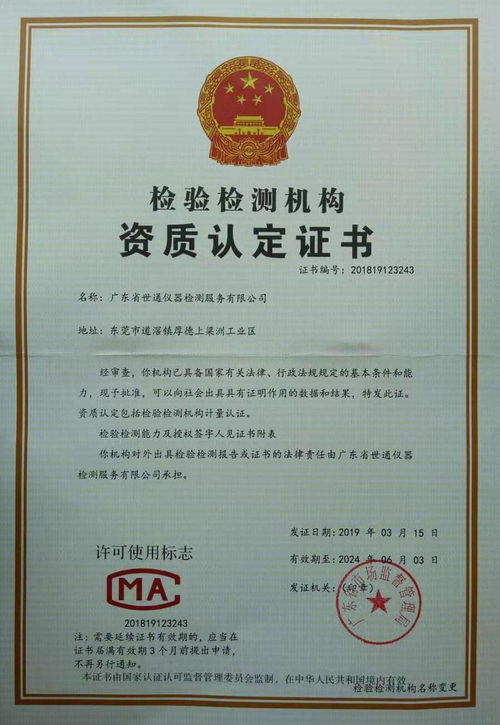 检验检测机构
资质认定证书
证书编号：201819123243
名称：广东省世通仪器检测服务有限公司
地址：东莞市道滘镇厚德上梁洲工业区
经审查，你机构已具备国家有关法律、行政法规规定的基本条件和能
力，现予批准，可以向社会出具具有证明作用的数据和结果，特发此证。
资质认定包括检验检测机构计量认证。
检验检测能力及授权签字人见证书附表
你机构对外出具检验检测报告或证书的法律责任由广东省世通仪器
检测服务有限公司承担。
许可使用标志
CMA
201819123243
发证日期：2019 年 03 月 15日
有效期至：2024 年 06 月 03 日
发证机关：（印章）
广东省市场监督管理局
注：需要延续证书有效期的，应当在
证书届满有效期3个月前提出申请，
不再另行通知。
本证书由国家认证认可监督管理委员会监制，在中华人民共和国境内有效
检验检测机构名称变更